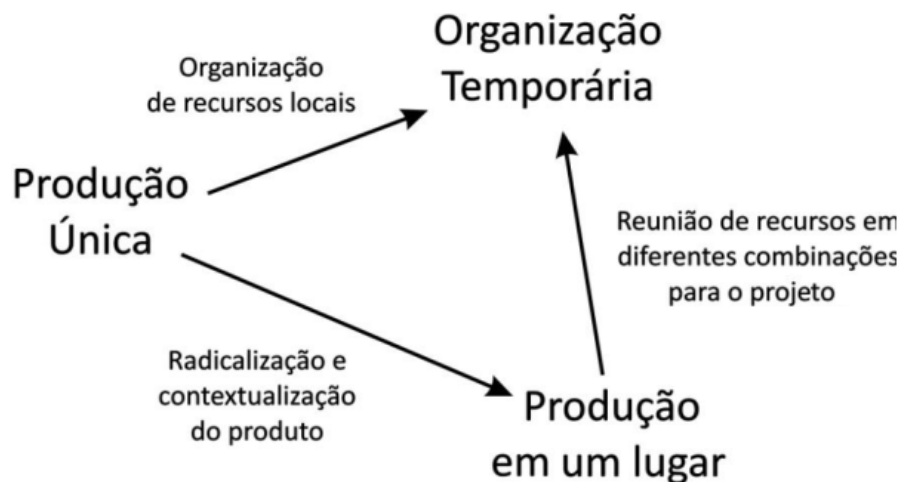 Organização
Temporária
Organização
de recursos locais
Produção
Única
Reunião de recursos em
diferentes combinações
para o projeto
Radicalização e
contextualização
do produto
Produção
em um lugar